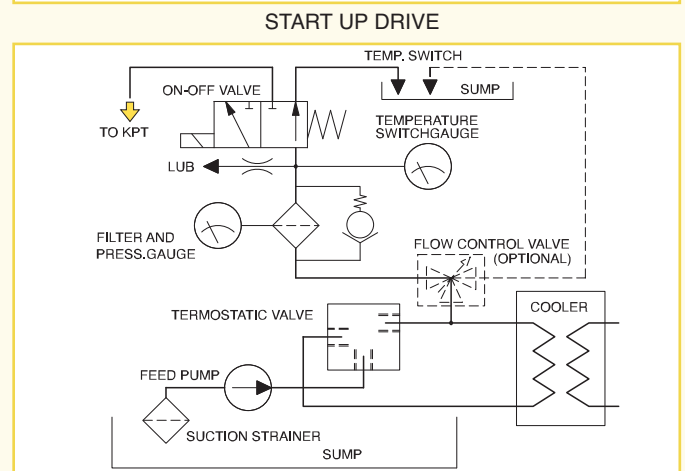 START UP DRIVE
TEMP. SWITCH
ON-OFF VALVE
SUMP
TO KPT
TEMPERATURE
SWITCHGAUGE
LUB
FILTER AND
PRESS.GAUGE
FLOW CONTROL VALVE
(OPTIONAL)
TERMOSTATIC VALVE
COOLER
FEED PUMP
SUCTION STRAINER
SUMP